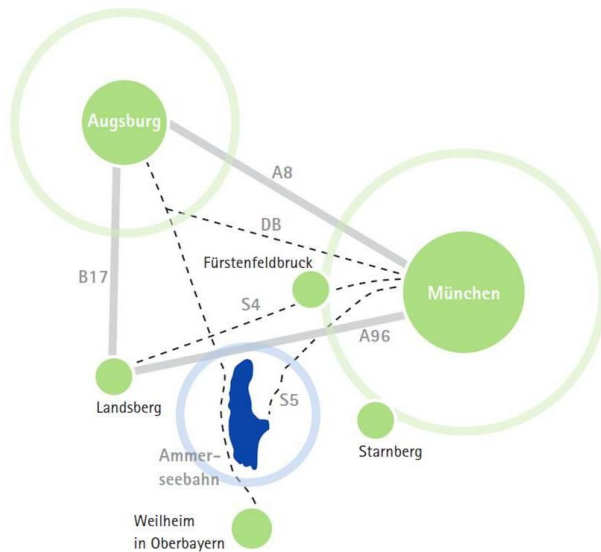 Augsburg
A8
DB
Fürstenfeldbruck
B17
München
S4
A96
Landsberg
S5
Starnberg
Ammer-
seebahn
Weilheim
in Oberbayern